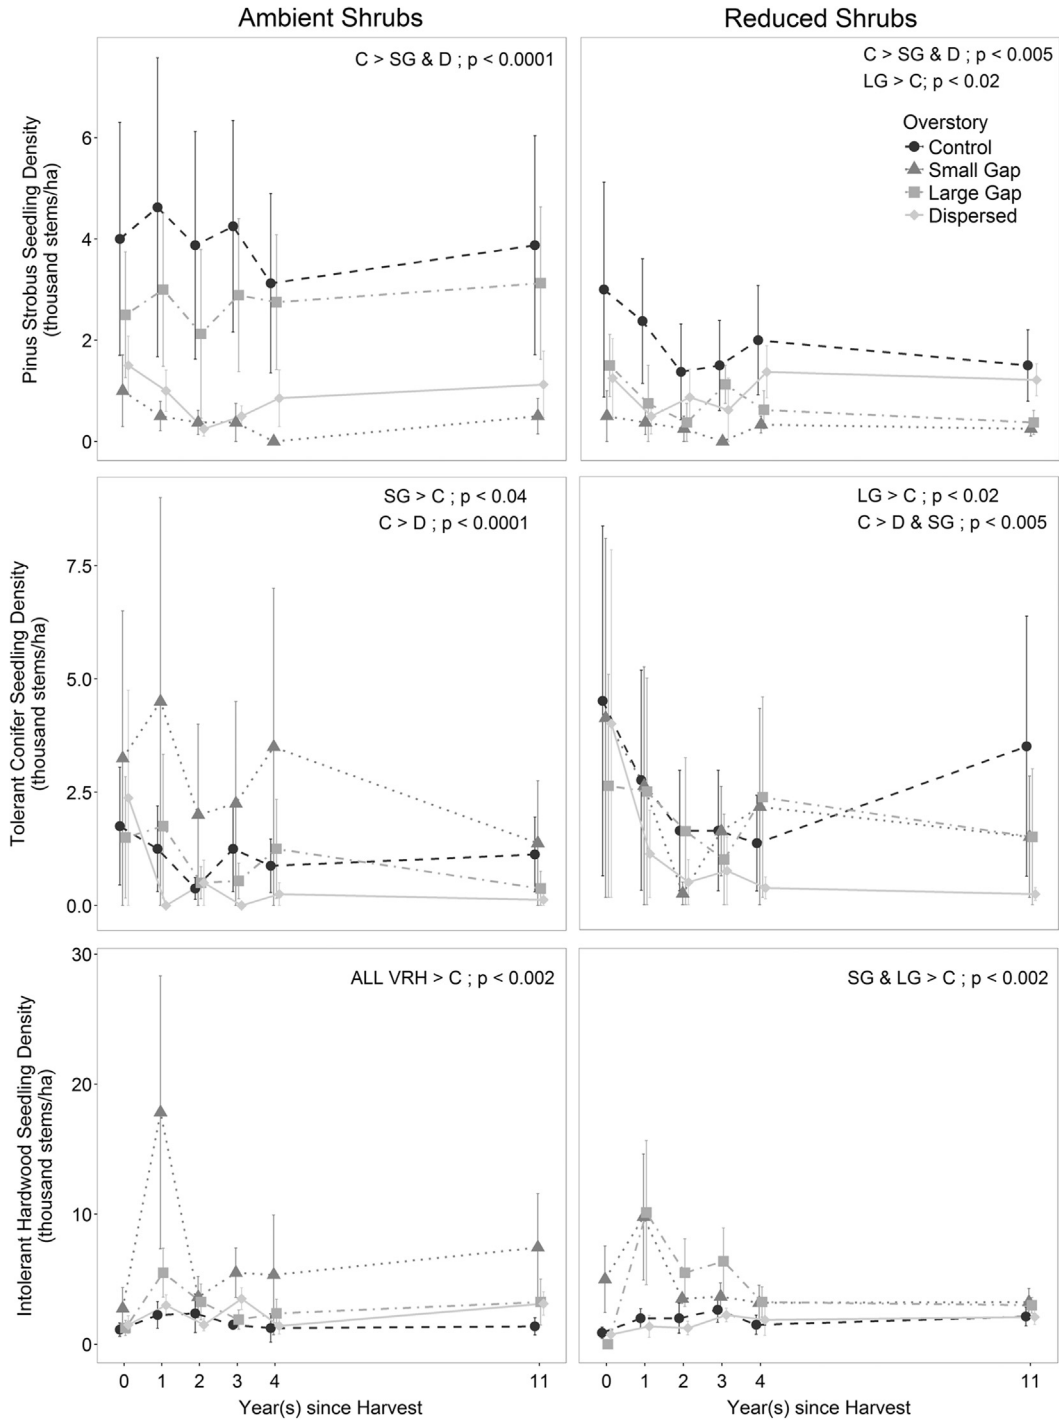 Ambient Shrubs
Reduced Shrubs
Pinus Strobus Seedling Density
(thousand stems/ha)
6
4
2
0
C > SG & D ; p < 0.0001
C > SG & D ; p < 0.005
LG > C; p < 0.02
Overstory
Control
Small Gap
Large Gap
Dispersed
Tolerant Conifer Seedling Density
(thousand stems/ha)
7.5
5.0
2.5
0.0
SG > C ; p < 0.04
C > D ; p < 0.0001
LG > C ; p < 0.02
C > D & SG ; p < 0.005
Intolerant Hardwood Seedling Density
(thousand stems/ha)
30
20
10
0
ALL VRH > C ; p < 0.002
SG & LG > C ; p < 0.002
0 1 2 3 4 11
Year(s) since Harvest
0 1 2 3 4 11
Year(s) since Harvest